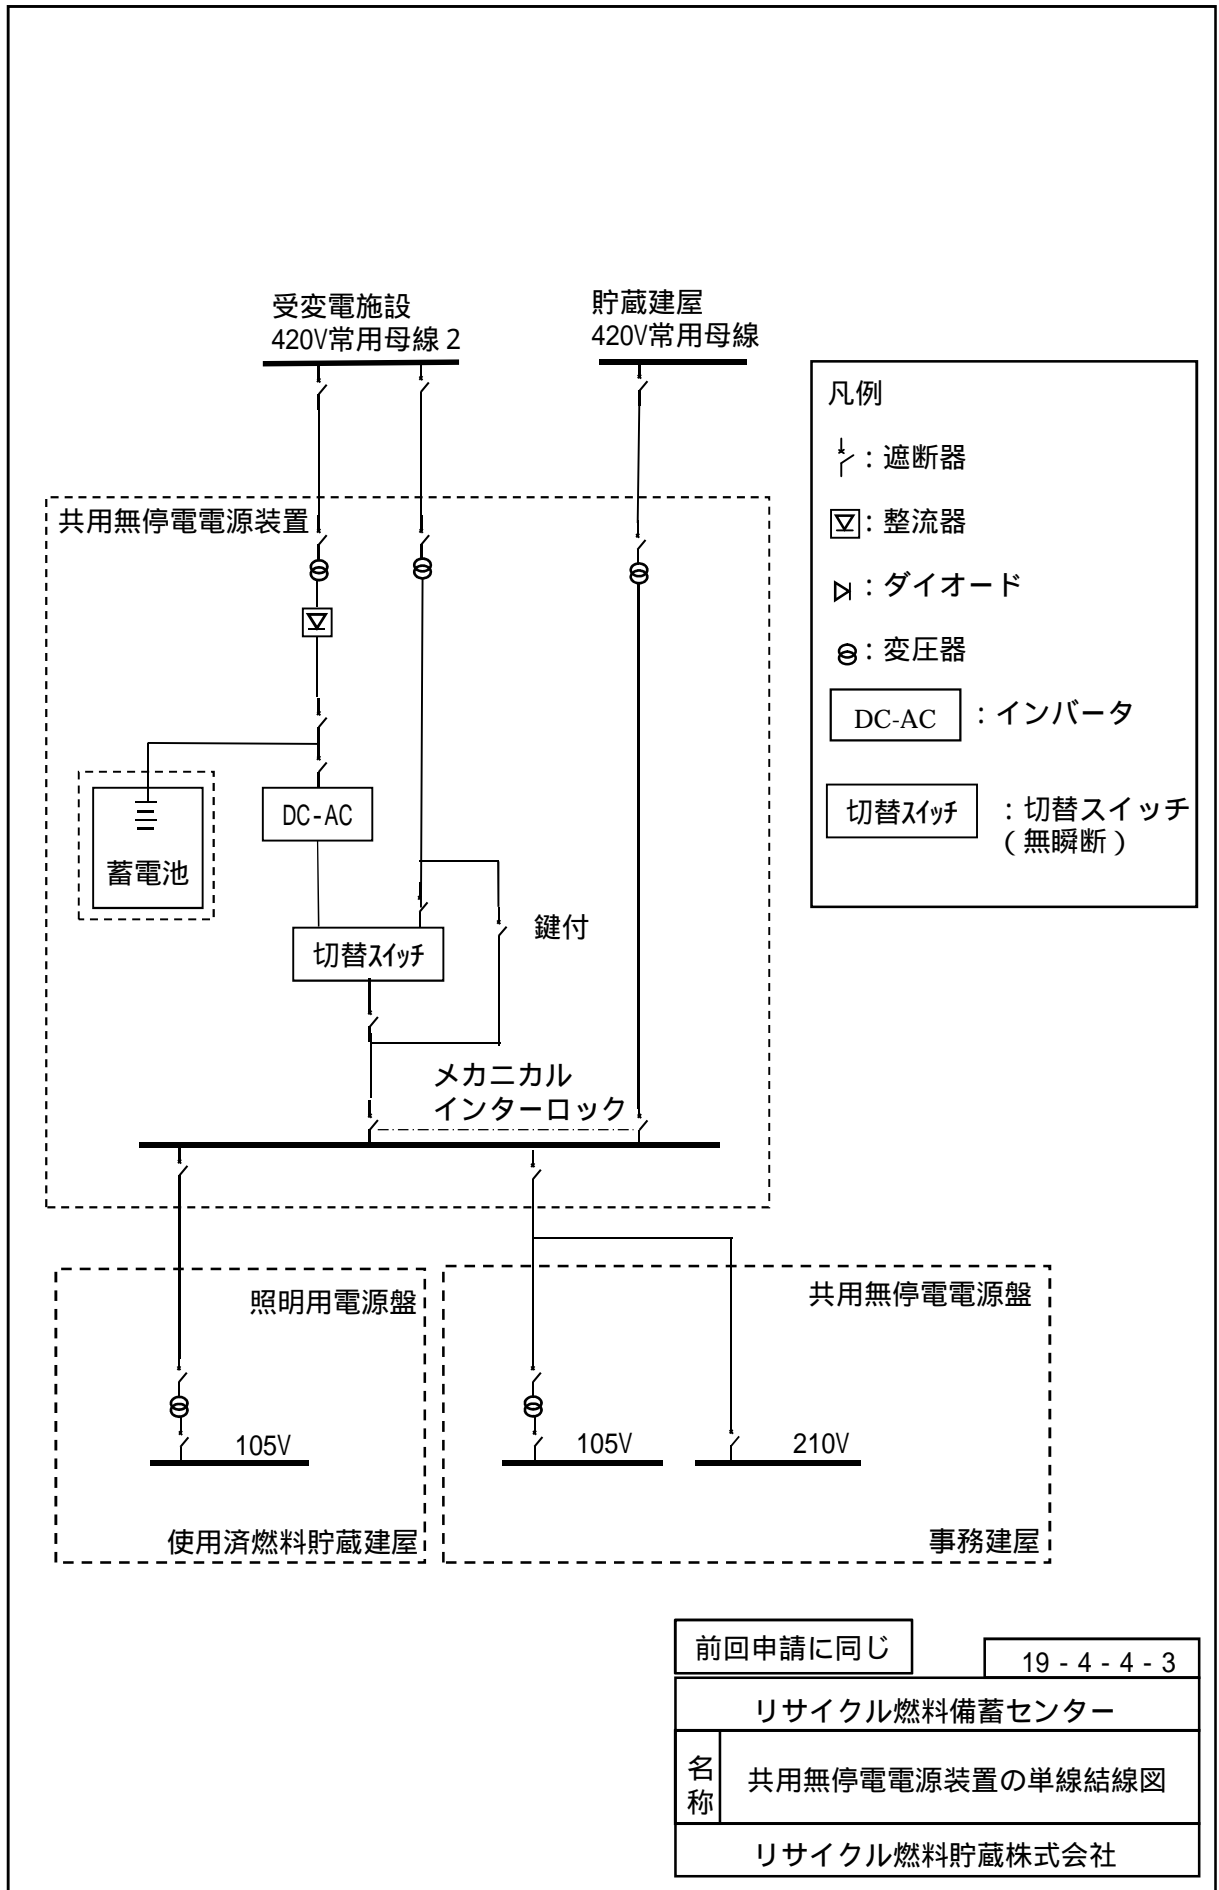 受変電施設
420V常用母線２
貯蔵建屋
420V常用母線
凡例
：遮断器
：整流器
：ダイオード
：変圧器
DC-AC ：インバータ
切替スイッチ ：切替スイッチ
（無瞬断）
共用無停電電源装置
DC-AC
蓄電池
切替スイッチ
鍵付
メカニカル
インターロック
照明用電源盤
105V
使用済燃料貯蔵建屋
共用無停電電源盤
105V
210V
事務建屋
前回申請に同じ
19 - 4 - 4 - 3
リサイクル燃料備蓄センター
名称
共用無停電電源装置の単線結線図
リサイクル燃料貯蔵株式会社